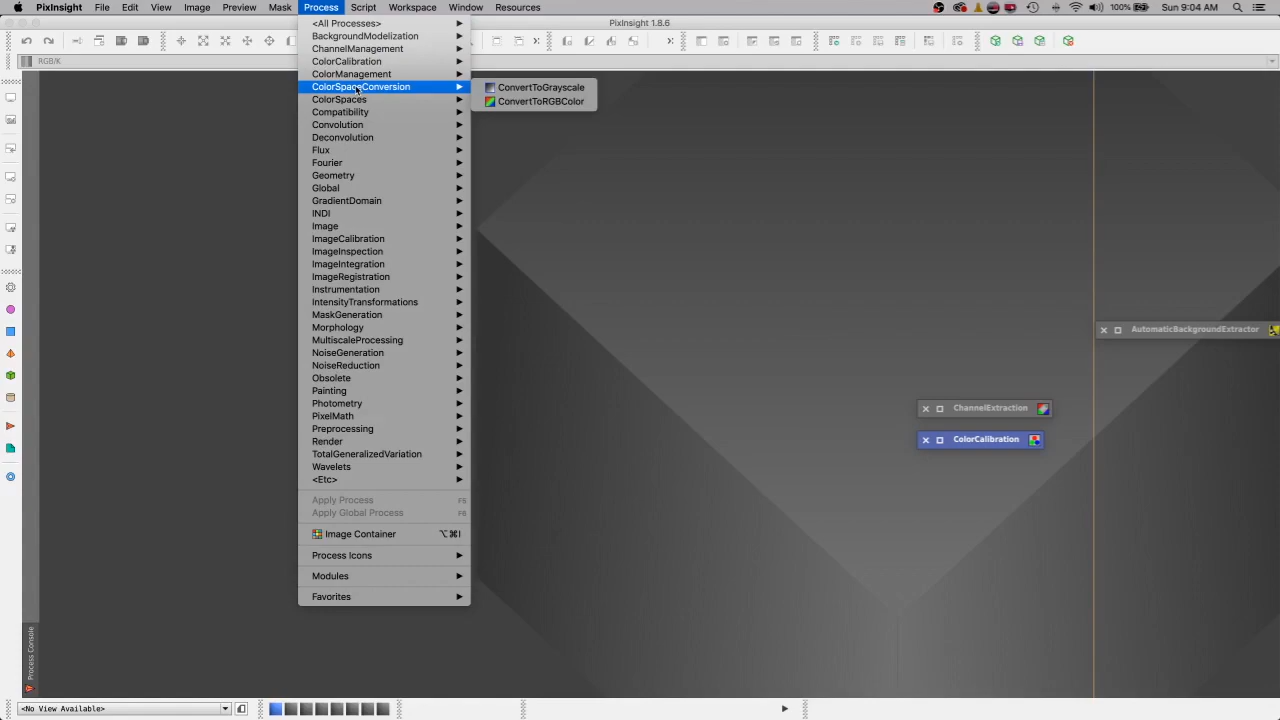 PixInsight File Edit View Image Preview Mask Process Script Workspace Window Resources 100% Sun 9:04 AM
PixInsight 1.8.6
RGB/K
<All Processes>
BackgroundModelization
ChannelManagement
ColorCalibration
ColorManagement
ColorSpaceConversion
ConvertToGrayscale
ConvertToRGBColor
ColorSpaces
Compatibility
Convolution
Deconvolution
Flux
Fourier
Geometry
Global
GradientDomain
INDI
Image
ImageCalibration
ImageInspection
ImageIntegration
ImageRegistration
Instrumentation
IntensityTransformations
MaskGeneration
Morphology
MultiscaleProcessing
NoiseGeneration
NoiseReduction
Obsolete
Painting
Photometry
PixelMath
Preprocessing
Render
TotalGeneralizedVariation
Wavelets
<Etc>
Apply Process F5
Apply Global Process F6
Image Container ⌥⌘I
Process Icons
Modules
Favorites
AutomaticBackgroundExtractor
ChannelExtraction
ColorCalibration
Process Console
<No View Available>